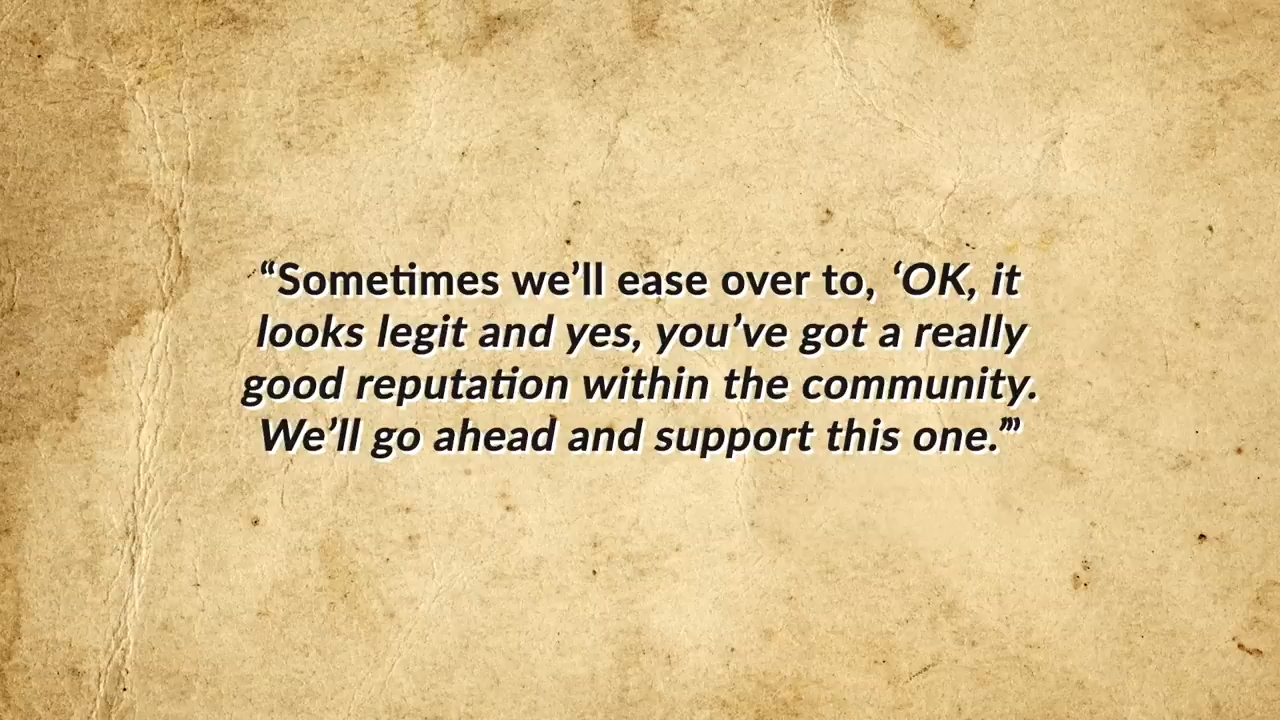 “Sometimes we’ll ease over to, ‘OK, it
looks legit and yes, you’ve got a really
good reputation within the community.
We’ll go ahead and support this one.’”